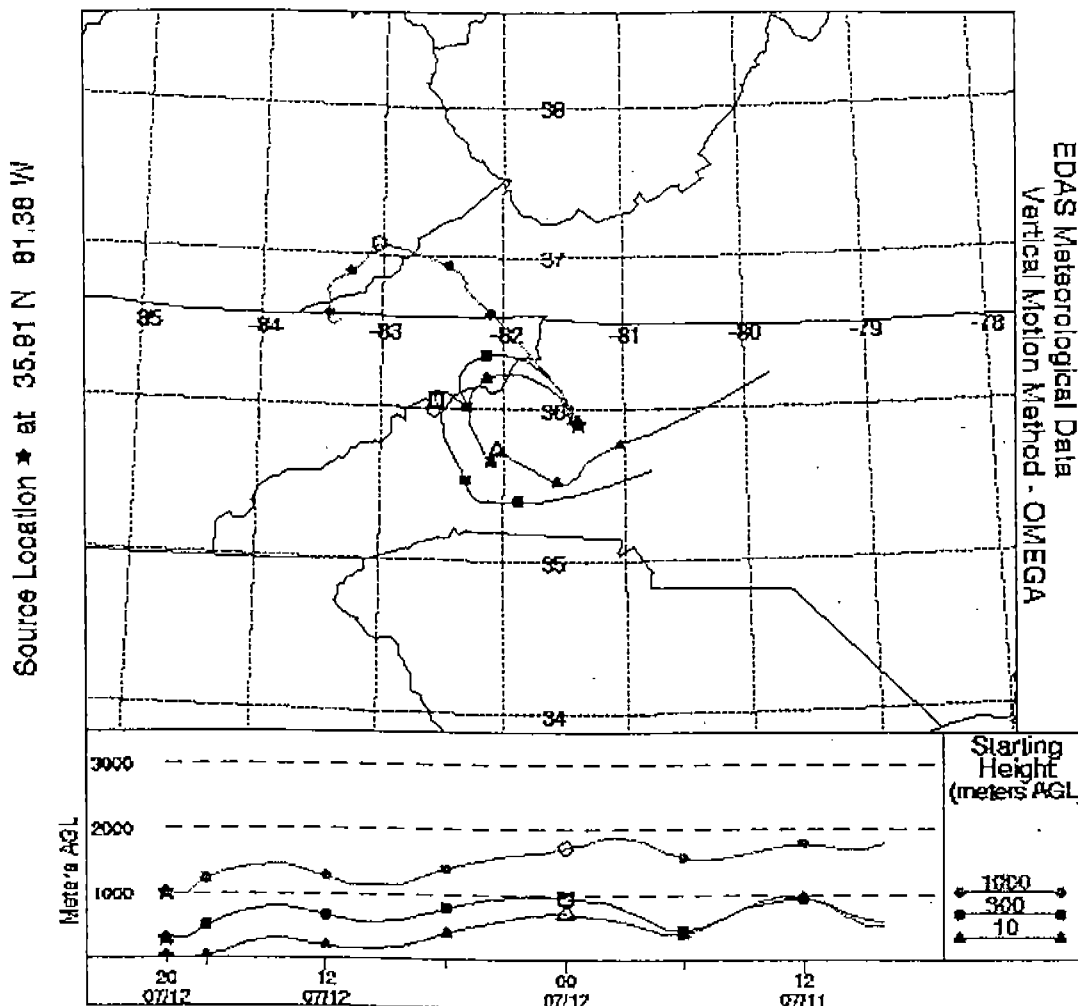 Source Location ★ at 35.91 N 81.38 W
38
37
-85 -84 -83 -82 -81 -80 -79 -78
36
35
34
EDAS Meteorological Data
Vertical Motion Method - OMEGA
Meters AGL
3000
2000
1000
20 12 00 12
07/12 07/12 07/12 07/11
Starting
Height
(meters AGL)
1000
300
10